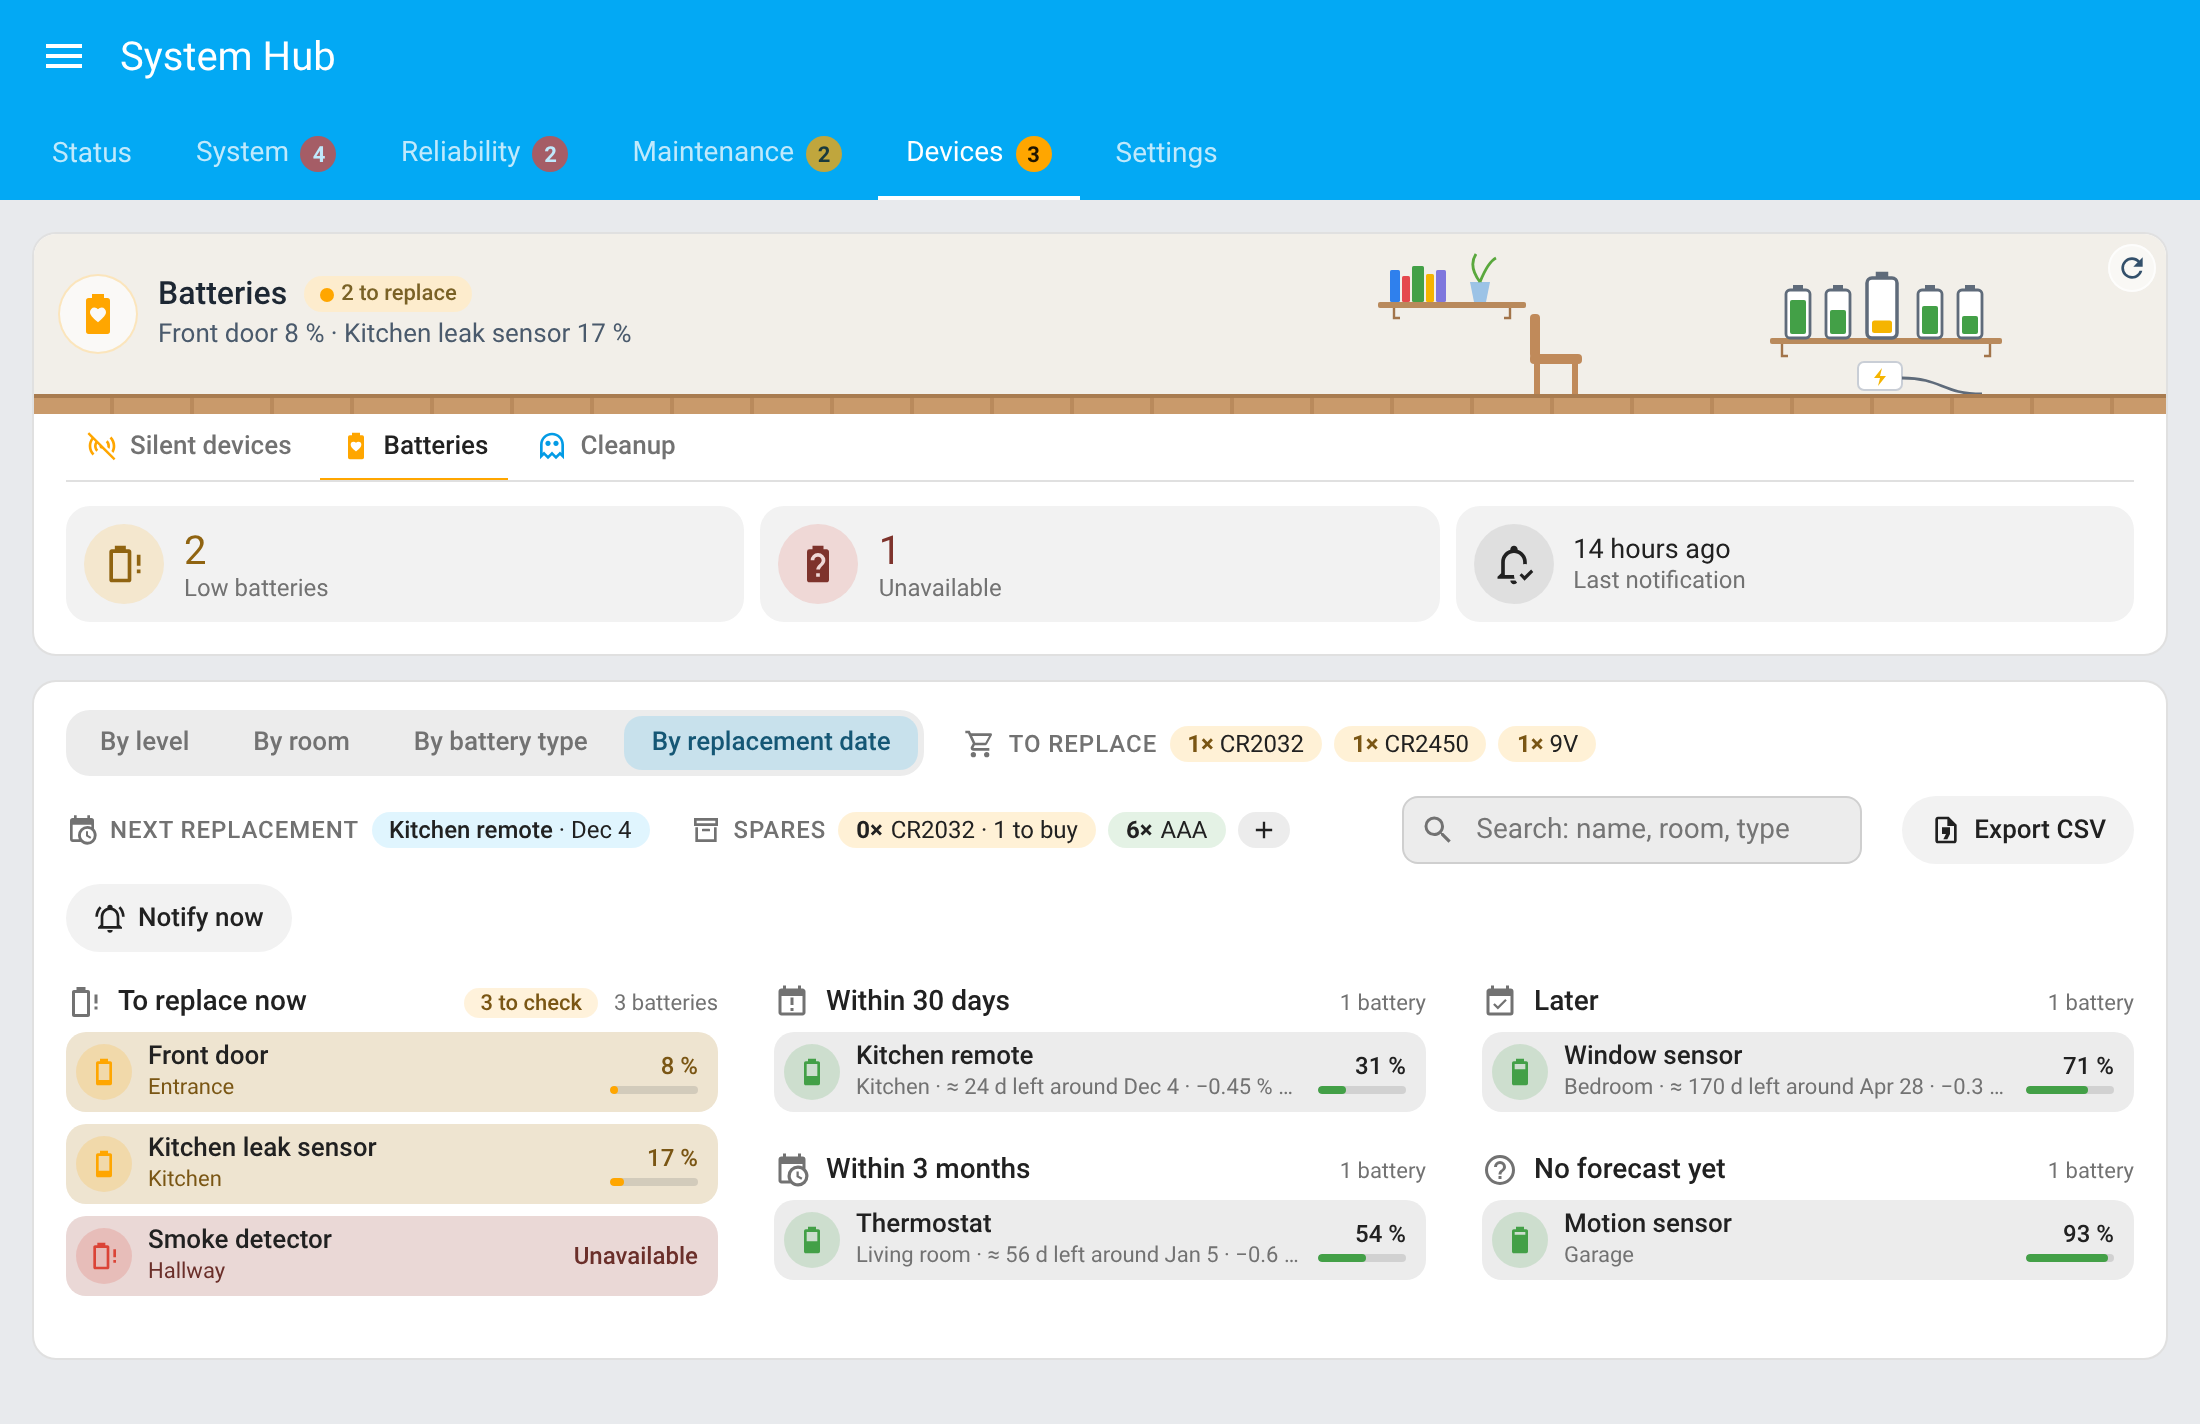 System Hub
Status
System 4
Reliability 2
Maintenance 2
Devices 3
Settings
Batteries
2 to replace
Front door 8 % · Kitchen leak sensor 17 %
Silent devices
Batteries
Cleanup
2
Low batteries
1
Unavailable
14 hours ago
Last notification
By level
By room
By battery type
By replacement date
TO REPLACE
1× CR2032
1× CR2450
1× 9V
NEXT REPLACEMENT
Kitchen remote · Dec 4
SPARES
0× CR2032 · 1 to buy
6× AAA
+
Search: name, room, type
Export CSV
Notify now
To replace now
3 to check
3 batteries
Front door
Entrance
8 %
Kitchen leak sensor
Kitchen
17 %
Smoke detector
Hallway
Unavailable
Within 30 days
1 battery
Kitchen remote
Kitchen · ≈ 24 d left around Dec 4 · −0.45 % ...
31 %
Within 3 months
1 battery
Thermostat
Living room · ≈ 56 d left around Jan 5 · −0.6 ...
54 %
Later
1 battery
Window sensor
Bedroom · ≈ 170 d left around Apr 28 · −0.3 ...
71 %
No forecast yet
1 battery
Motion sensor
Garage
93 %